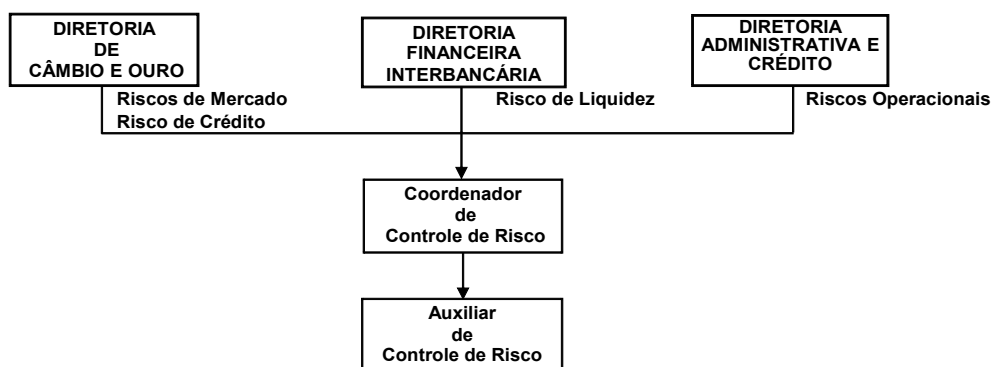 DIRETORIA
DE
CÂMBIO E OURO
DIRETORIA
FINANCEIRA
INTERBANCÁRIA
DIRETORIA
ADMINISTRATIVA E
CRÉDITO
Riscos de Mercado
Risco de Crédito
Risco de Liquidez
Riscos Operacionais
Coordenador
de
Controle de Risco
Auxiliar
de
Controle de Risco